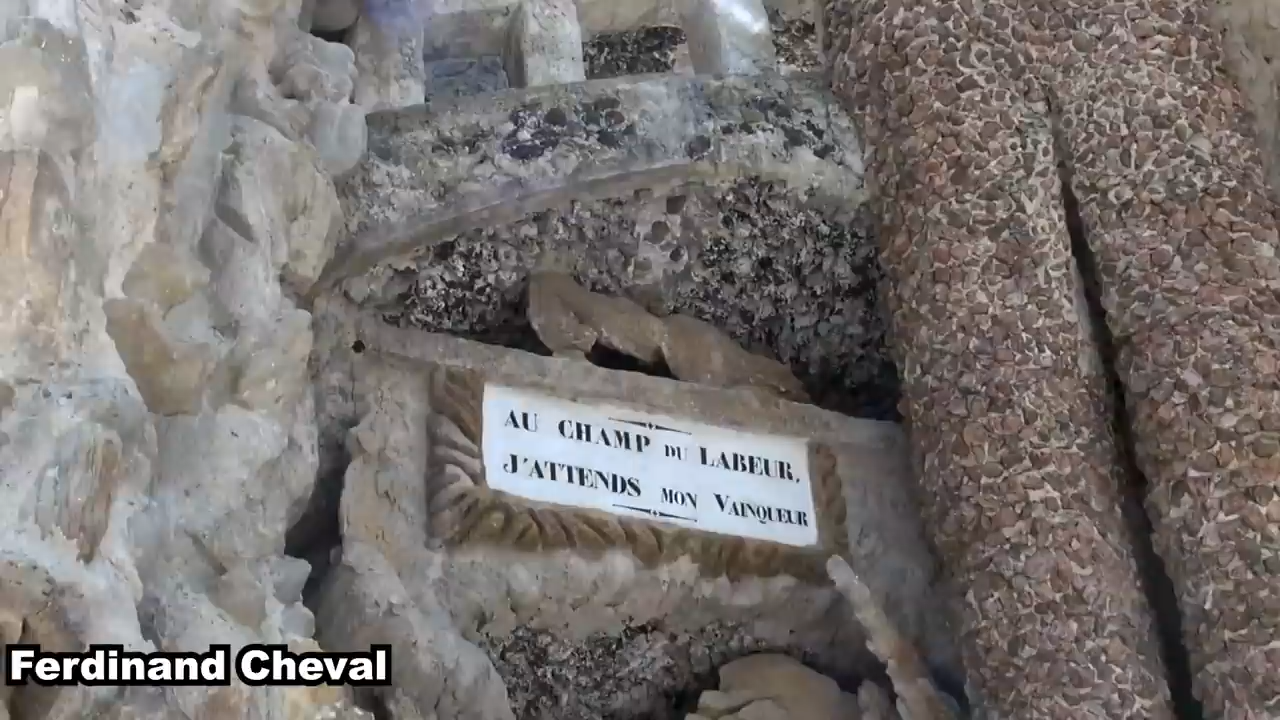 AU CHAMP DU LABEUR,
J'ATTENDS MON VAINQUEUR
Ferdinand Cheval